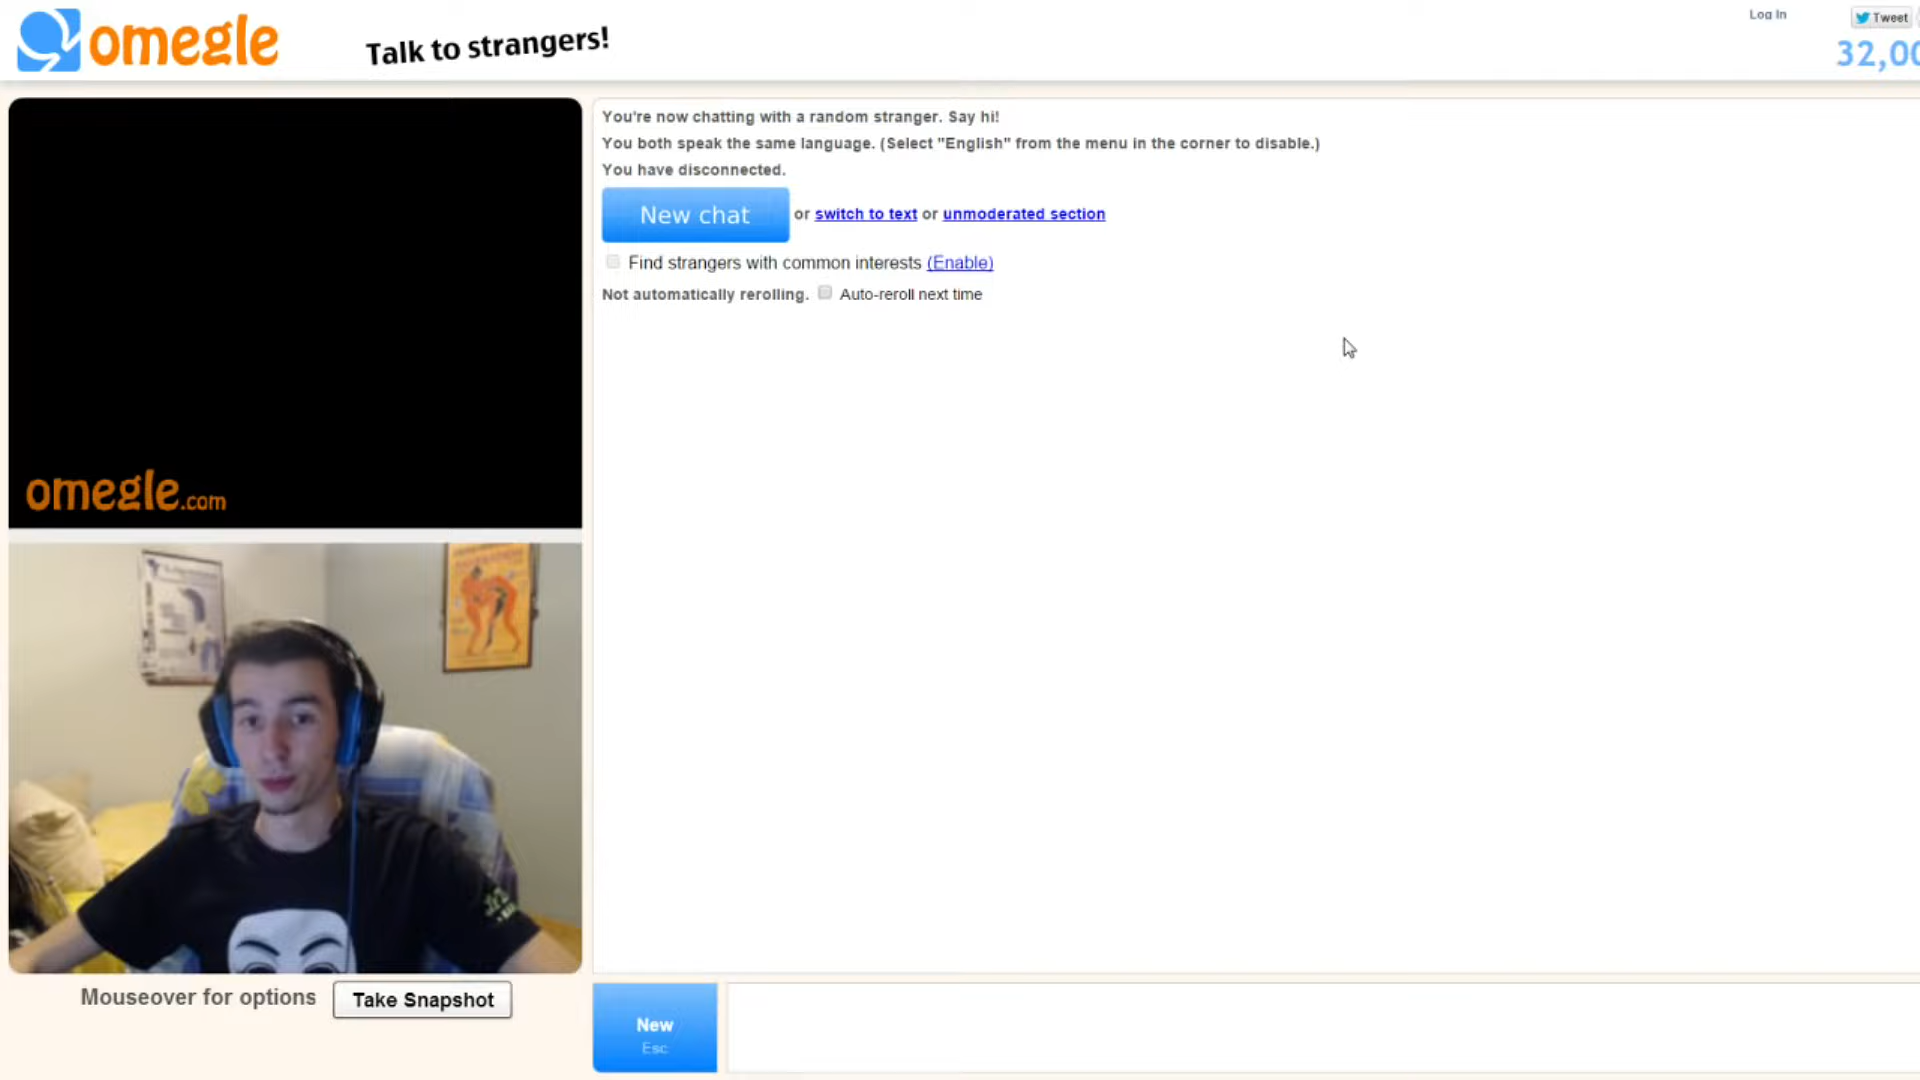 omegle
Talk to strangers!
Log In
Tweet
32,00
You're now chatting with a random stranger. Say hi!
You both speak the same language. (Select "English" from the menu in the corner to disable.)
You have disconnected.
New chat or switch to text or unmoderated section
Find strangers with common interests (Enable)
Not automatically rerolling. Auto-reroll next time
omegle.com
Mouseover for options
Take Snapshot
New
Esc